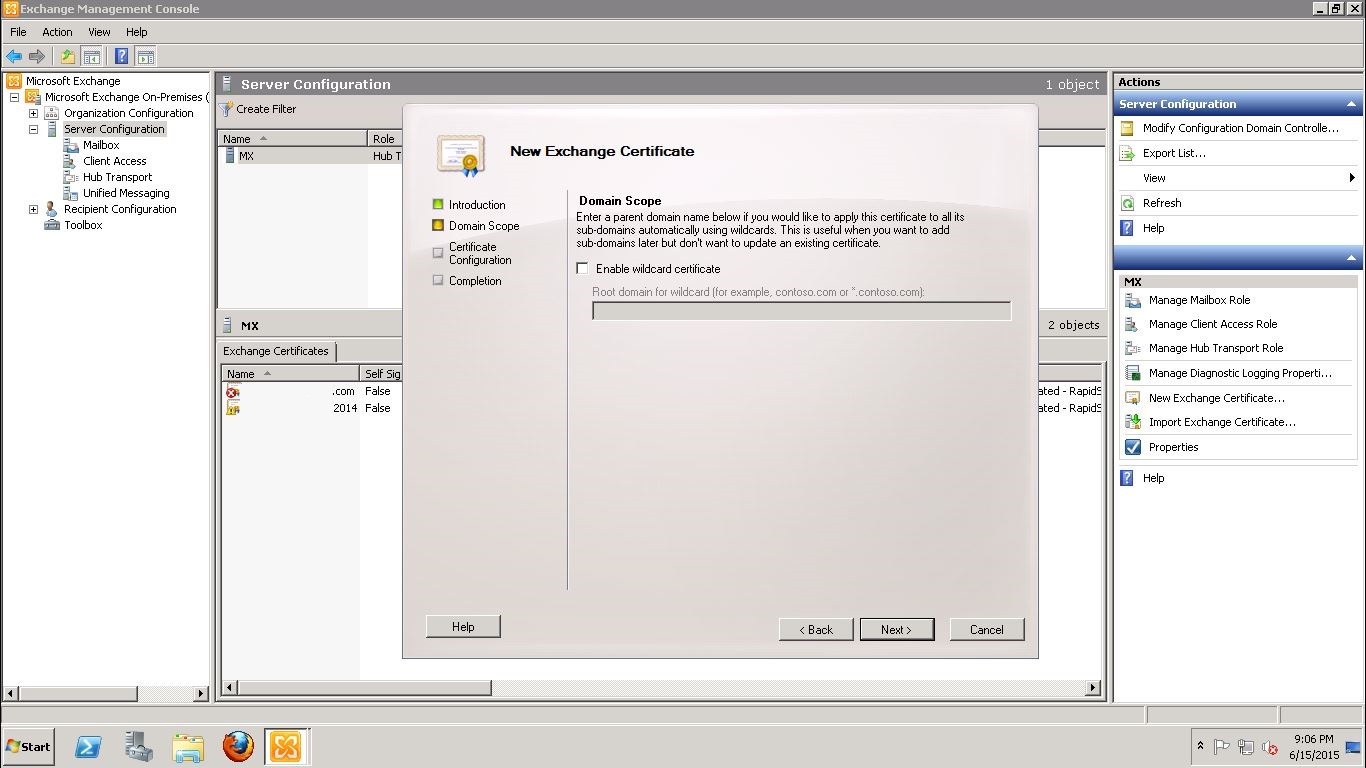 Exchange Management Console
File Action View Help
Microsoft Exchange
Microsoft Exchange On-Premises (
Organization Configuration
Server Configuration
Mailbox
Client Access
Hub Transport
Unified Messaging
Recipient Configuration
Toolbox
Server Configuration 1 object
Create Filter
Name Role
MX Hub T
MX 2 objects
Exchange Certificates
Name Self Sig
.com False ated - RapidS
2014 False ated - RapidS
New Exchange Certificate
Introduction
Domain Scope
Certificate
Configuration
Completion
Domain Scope
Enter a parent domain name below if you would like to apply this certificate to all its
sub-domains automatically using wildcards. This is useful when you want to add
sub-domains later but don't want to update an existing certificate.
Enable wildcard certificate
Root domain for wildcard (for example, contoso.com or *.contoso.com):
Help < Back Next > Cancel
Actions
Server Configuration
Modify Configuration Domain Controlle...
Export List...
View
Refresh
Help
MX
Manage Mailbox Role
Manage Client Access Role
Manage Hub Transport Role
Manage Diagnostic Logging Properti...
New Exchange Certificate...
Import Exchange Certificate...
Properties
Help
Start
9:06 PM
6/15/2015